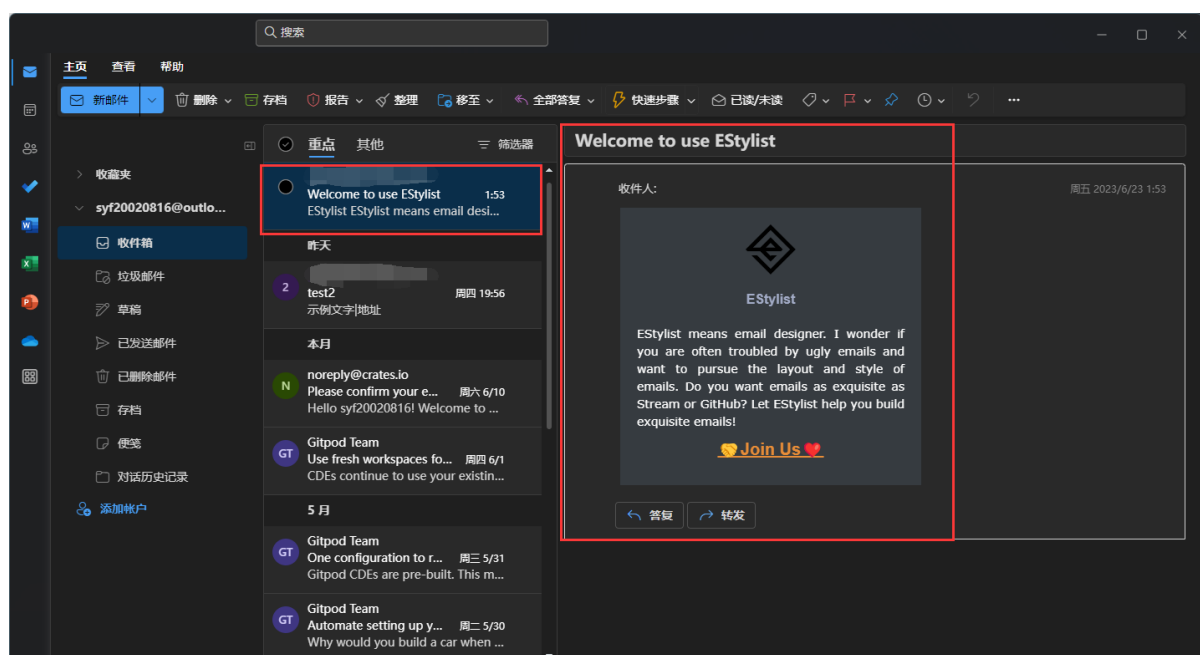 搜索
主页 查看 帮助
新邮件 删除 存档 报告 整理 移至 全部答复 快速步骤 已读/未读
重点 其他 筛选器
收藏夹
syf20020816@outlo...
收件箱
垃圾邮件
草稿
已发送邮件
已删除邮件
存档
便笺
对话历史记录
添加帐户
Welcome to use EStylist 1:53
EStylist EStylist means email desi...
昨天
2
test2 周四 19:56
示例文字|地址
本月
N
noreply@crates.io
Please confirm your e... 周六 6/10
Hello syf20020816! Welcome to ...
GT
Gitpod Team
Use fresh workspaces fo... 周四 6/1
CDEs continue to use your existin...
5 月
GT
Gitpod Team
One configuration to r... 周三 5/31
Gitpod CDEs are pre-built. This m...
GT
Gitpod Team
Automate setting up y... 周二 5/30
Why would you build a car when ...
Welcome to use EStylist
收件人:
周五 2023/6/23 1:53
EStylist
EStylist means email designer. I wonder if
you are often troubled by ugly emails and
want to pursue the layout and style of
emails. Do you want emails as exquisite as
Stream or GitHub? Let EStylist help you build
exquisite emails!
🤝Join Us❤️
答复 转发